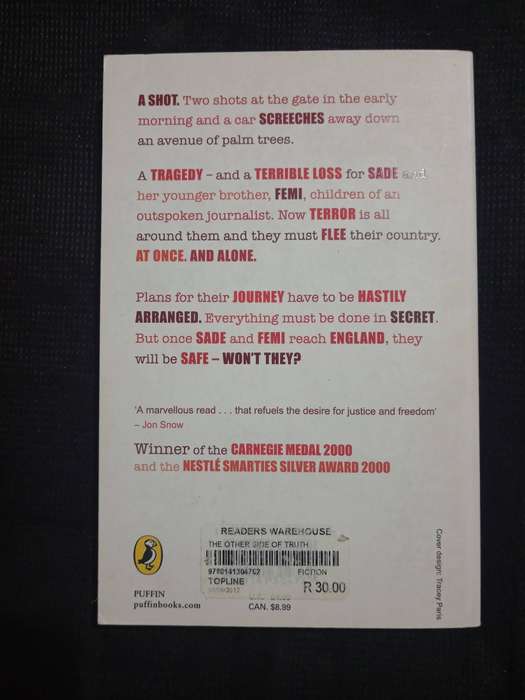 A SHOT. Two shots at the gate in the early
morning and a car SCREECHES away down
an avenue of palm trees.
A TRAGEDY – and a TERRIBLE LOSS for SADE and
her younger brother, FEMI, children of an
outspoken journalist. Now TERROR is all
around them and they must FLEE their country.
AT ONCE. AND ALONE.
Plans for their JOURNEY have to be HASTILY
ARRANGED. Everything must be done in SECRET.
But once SADE and FEMI reach ENGLAND, they
will be SAFE – WON'T THEY?
'A marvellous read . . . that refuels the desire for justice and freedom'
– Jon Snow
Winner of the CARNEGIE MEDAL 2000
and the NESTLÉ SMARTIES SILVER AWARD 2000
READERS WAREHOUSE
THE OTHER SIDE OF TRUTH
9780141304762 FICTION
TOPLINE
R 30.00
CAN. $8.99
PUFFIN
puffinbooks.com
Cover design: Tracey Paris